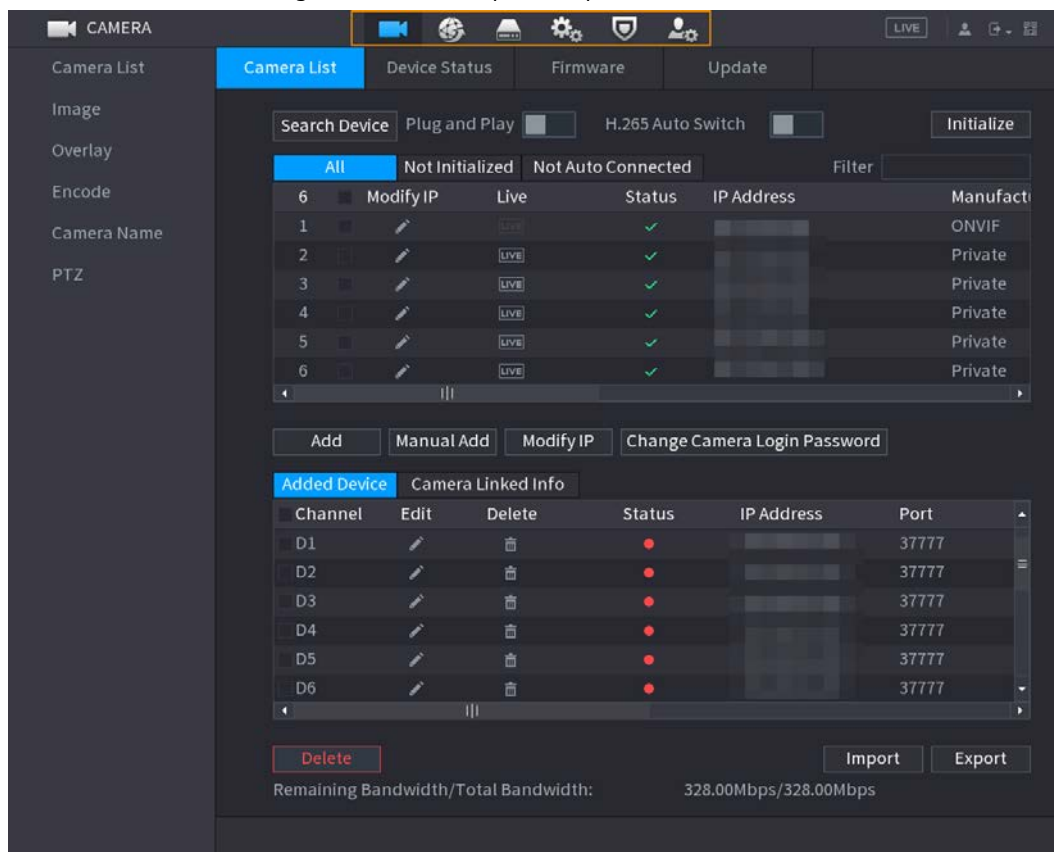 CAMERA LIVE
Camera List
Image
Overlay
Encode
Camera Name
PTZ
Camera List Device Status Firmware Update
Search Device Plug and Play H.265 Auto Switch Initialize
All Not Initialized Not Auto Connected Filter
6 Modify IP Live Status IP Address Manufact
1 LIVE ONVIF
2 LIVE Private
3 LIVE Private
4 LIVE Private
5 LIVE Private
6 LIVE Private
Add Manual Add Modify IP Change Camera Login Password
Added Device Camera Linked Info
Channel Edit Delete Status IP Address Port
D1 37777
D2 37777
D3 37777
D4 37777
D5 37777
D6 37777
Delete Import Export
Remaining Bandwidth/Total Bandwidth: 328.00Mbps/328.00Mbps